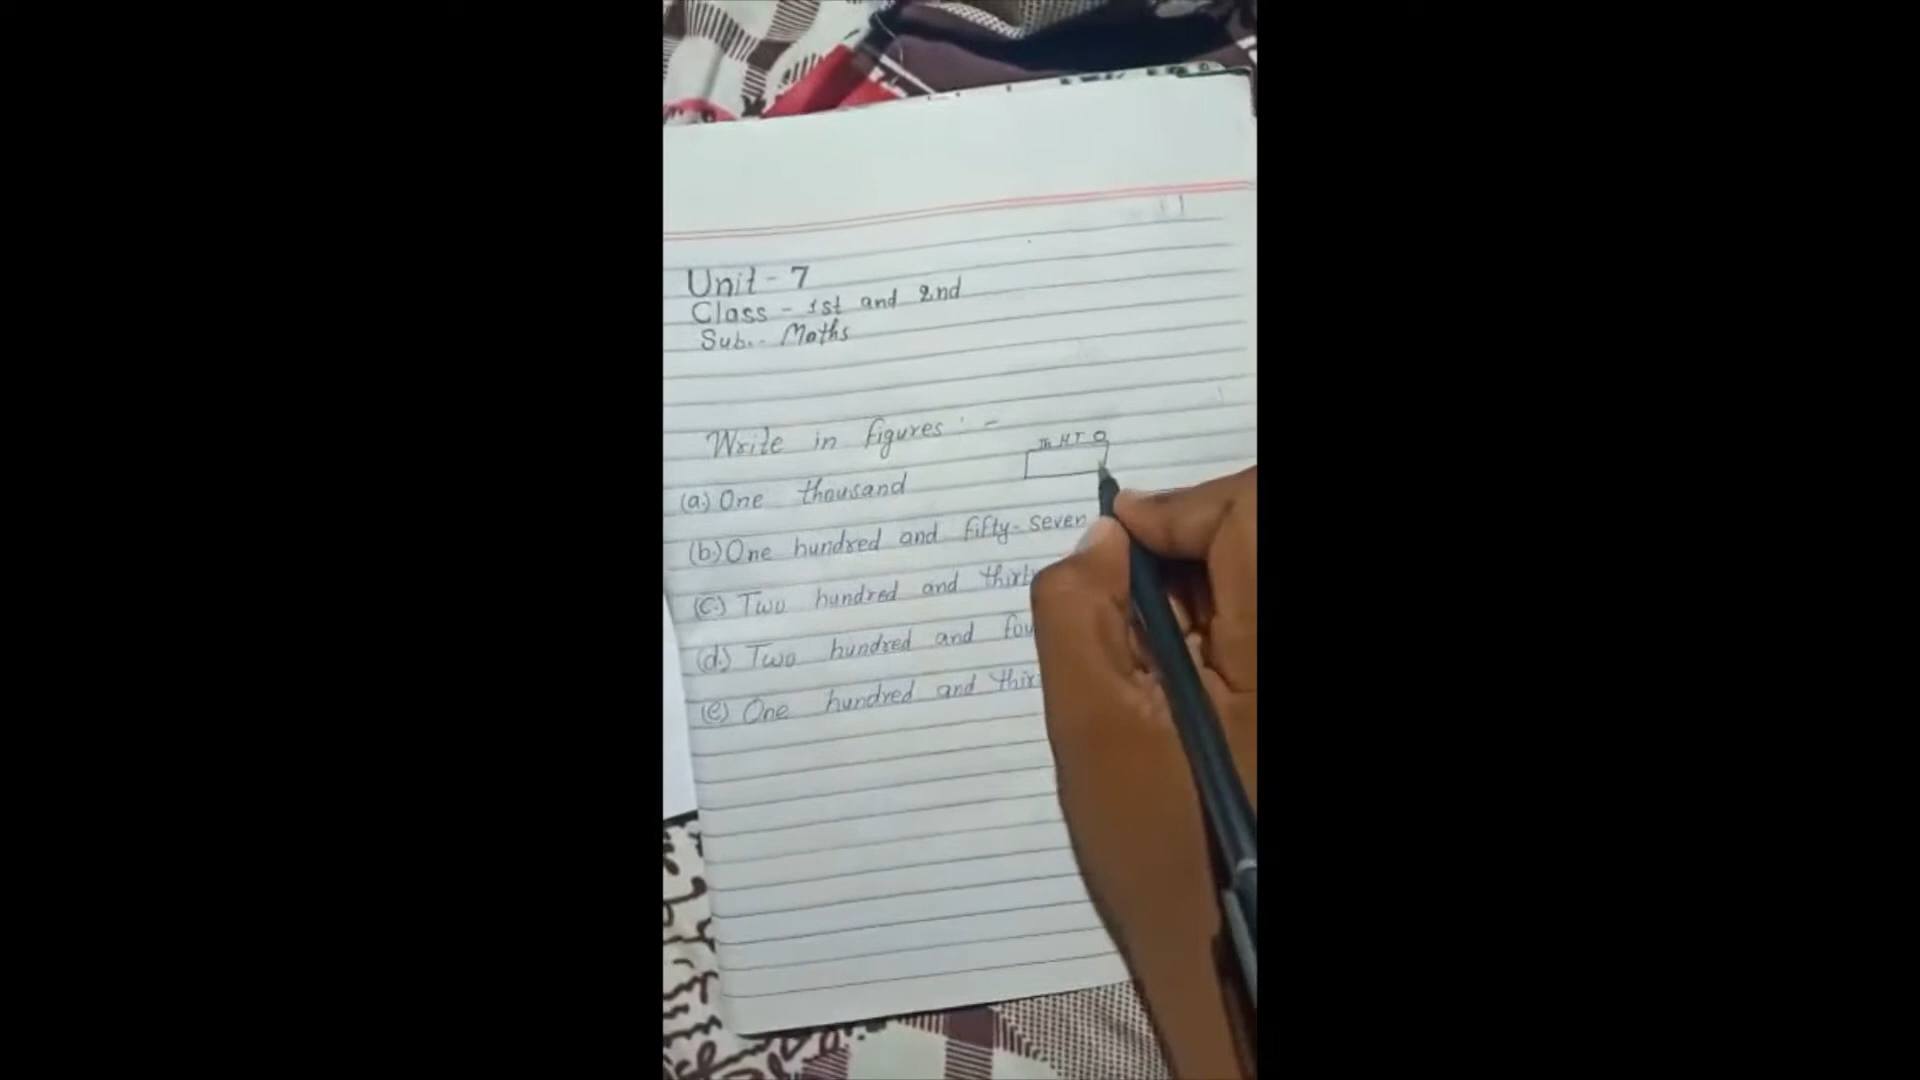 Unit - 7
Class - 1st and 2nd
Sub.- Maths
Write in figures : -
Th H T O
(a.) One thousand
(b) One hundred and fifty-seven
(c.) Two hundred and
(d.) Two hundred and
(e) One hundred and